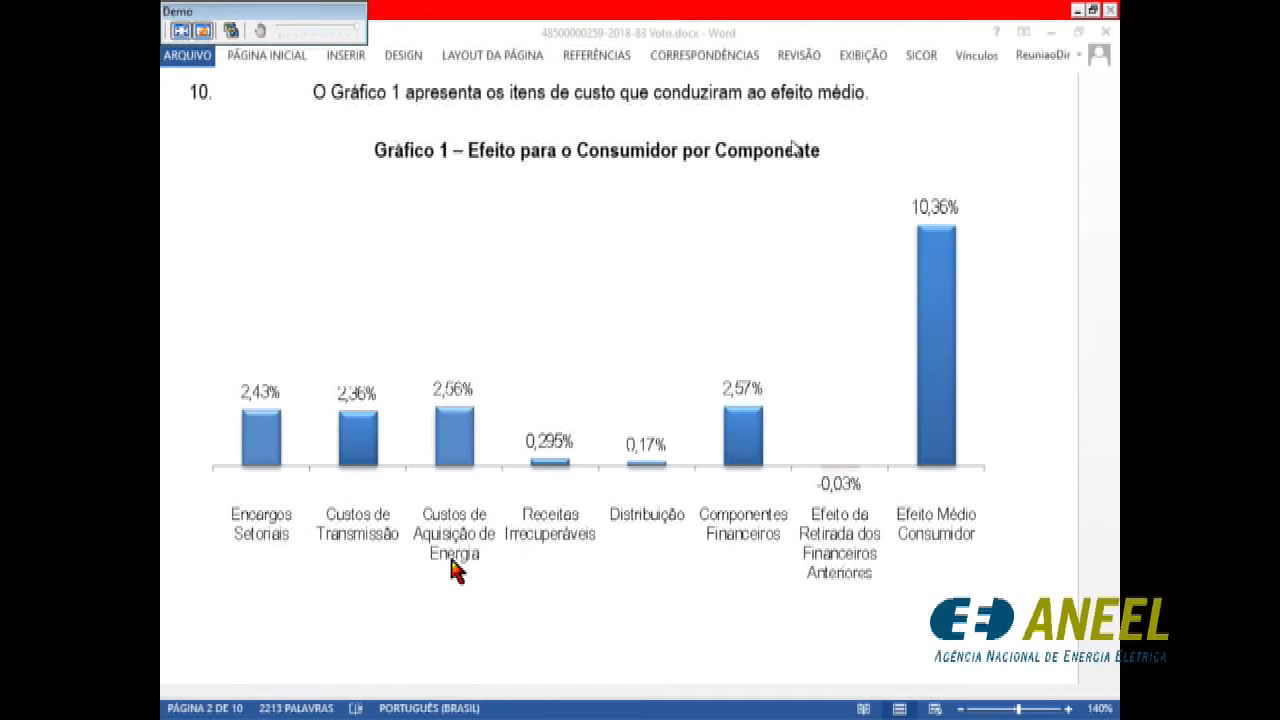 Demo
48500000259-2018-83 Voto.docx - Word
ARQUIVO PÁGINA INICIAL INSERIR DESIGN LAYOUT DA PÁGINA REFERÊNCIAS CORRESPONDÊNCIAS REVISÃO EXIBIÇÃO SICOR Vínculos ReuniaoDir
10. O Gráfico 1 apresenta os itens de custo que conduziram ao efeito médio.
Gráfico 1 – Efeito para o Consumidor por Componente
10,36%
2,43% 2,36% 2,56% 0,295% 0,17% 2,57%
-0,03%
Encargos
Setoriais
Custos de
Transmissão
Custos de
Aquisição de
Energia
Receitas
Irrecuperáveis
Distribuição
Componentes
Financeiros
Efeito da
Retirada dos
Financeiros
Anteriores
Efeito Médio
Consumidor
ANEEL
AGÊNCIA NACIONAL DE ENERGIA ELÉTRICA
PÁGINA 2 DE 10 2213 PALAVRAS PORTUGUÊS (BRASIL) 140%